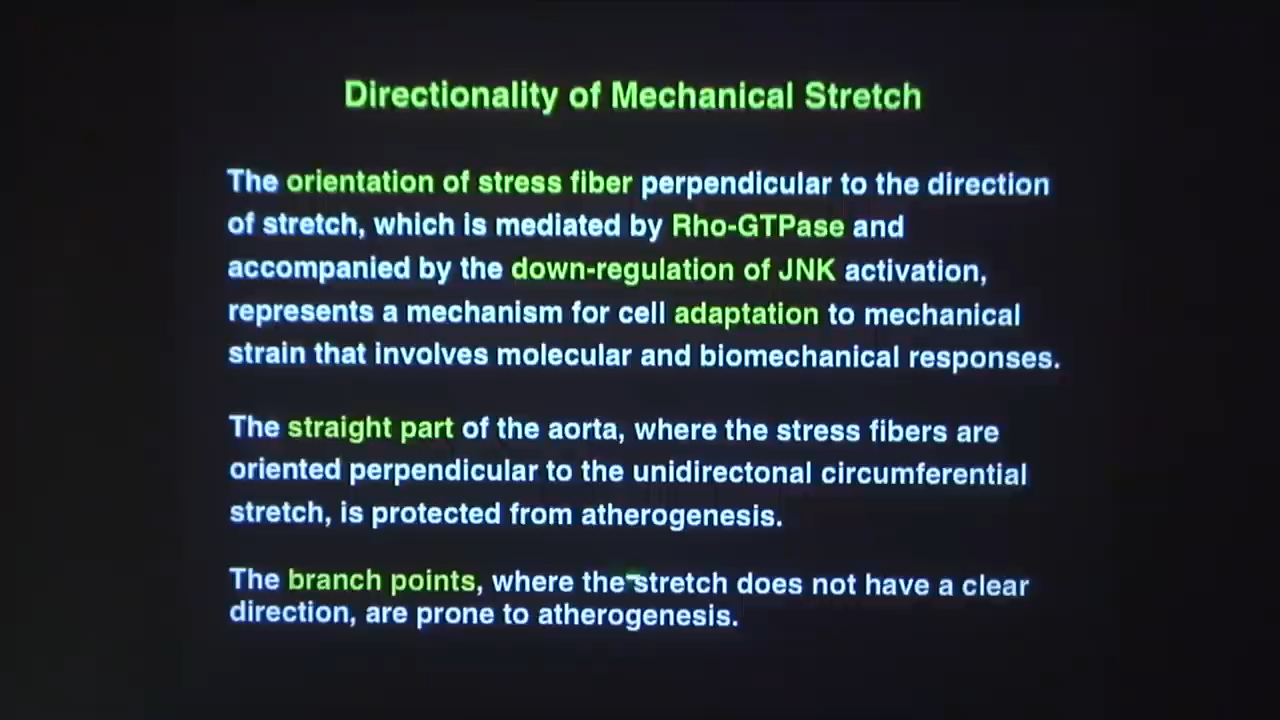 Directionality of Mechanical Stretch
The orientation of stress fiber perpendicular to the direction
of stretch, which is mediated by Rho-GTPase and
accompanied by the down-regulation of JNK activation,
represents a mechanism for cell adaptation to mechanical
strain that involves molecular and biomechanical responses.
The straight part of the aorta, where the stress fibers are
oriented perpendicular to the unidirectonal circumferential
stretch, is protected from atherogenesis.
The branch points, where the stretch does not have a clear
direction, are prone to atherogenesis.